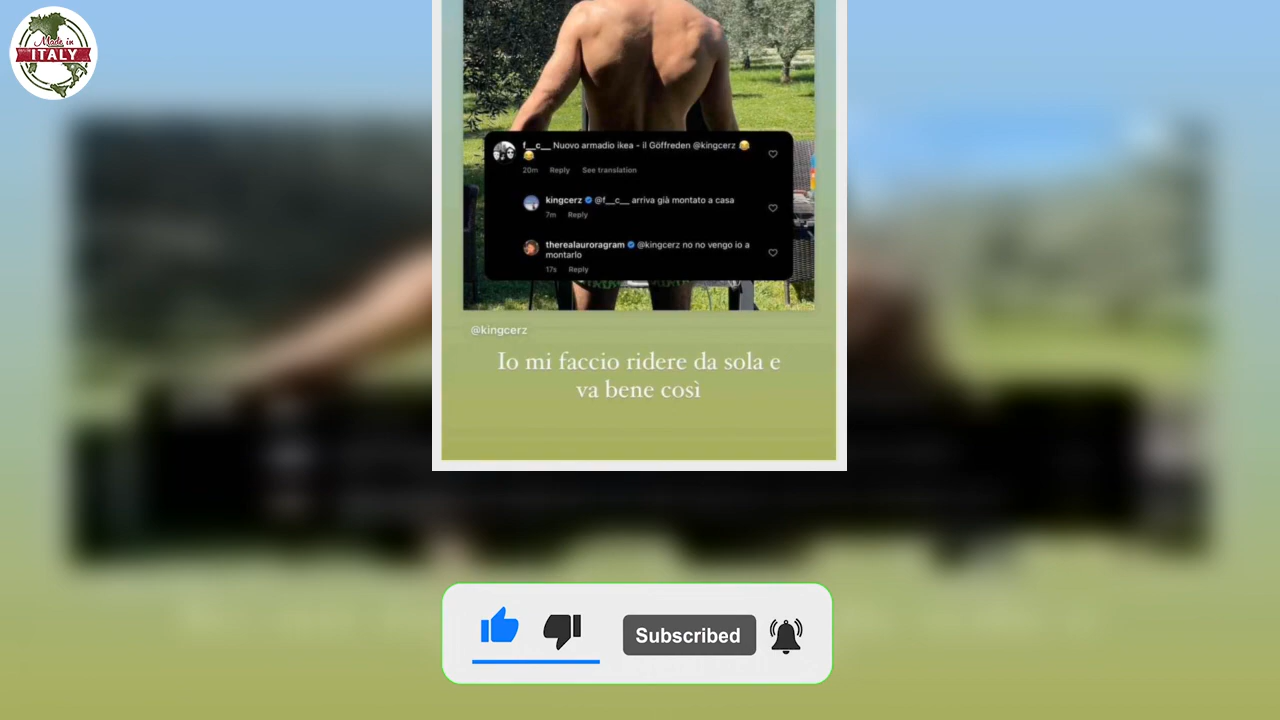 Made in
ITALY
f__c__ Nuovo armadio ikea - il Göffreden @kingcerz 😂
😂
20m Reply See translation
kingcerz @f__c__ arriva già montato a casa
7m Reply
therealauroragram @kingcerz no no vengo io a
montarlo
17s Reply
@kingcerz
Io mi faccio ridere da sola e
va bene così
Subscribed